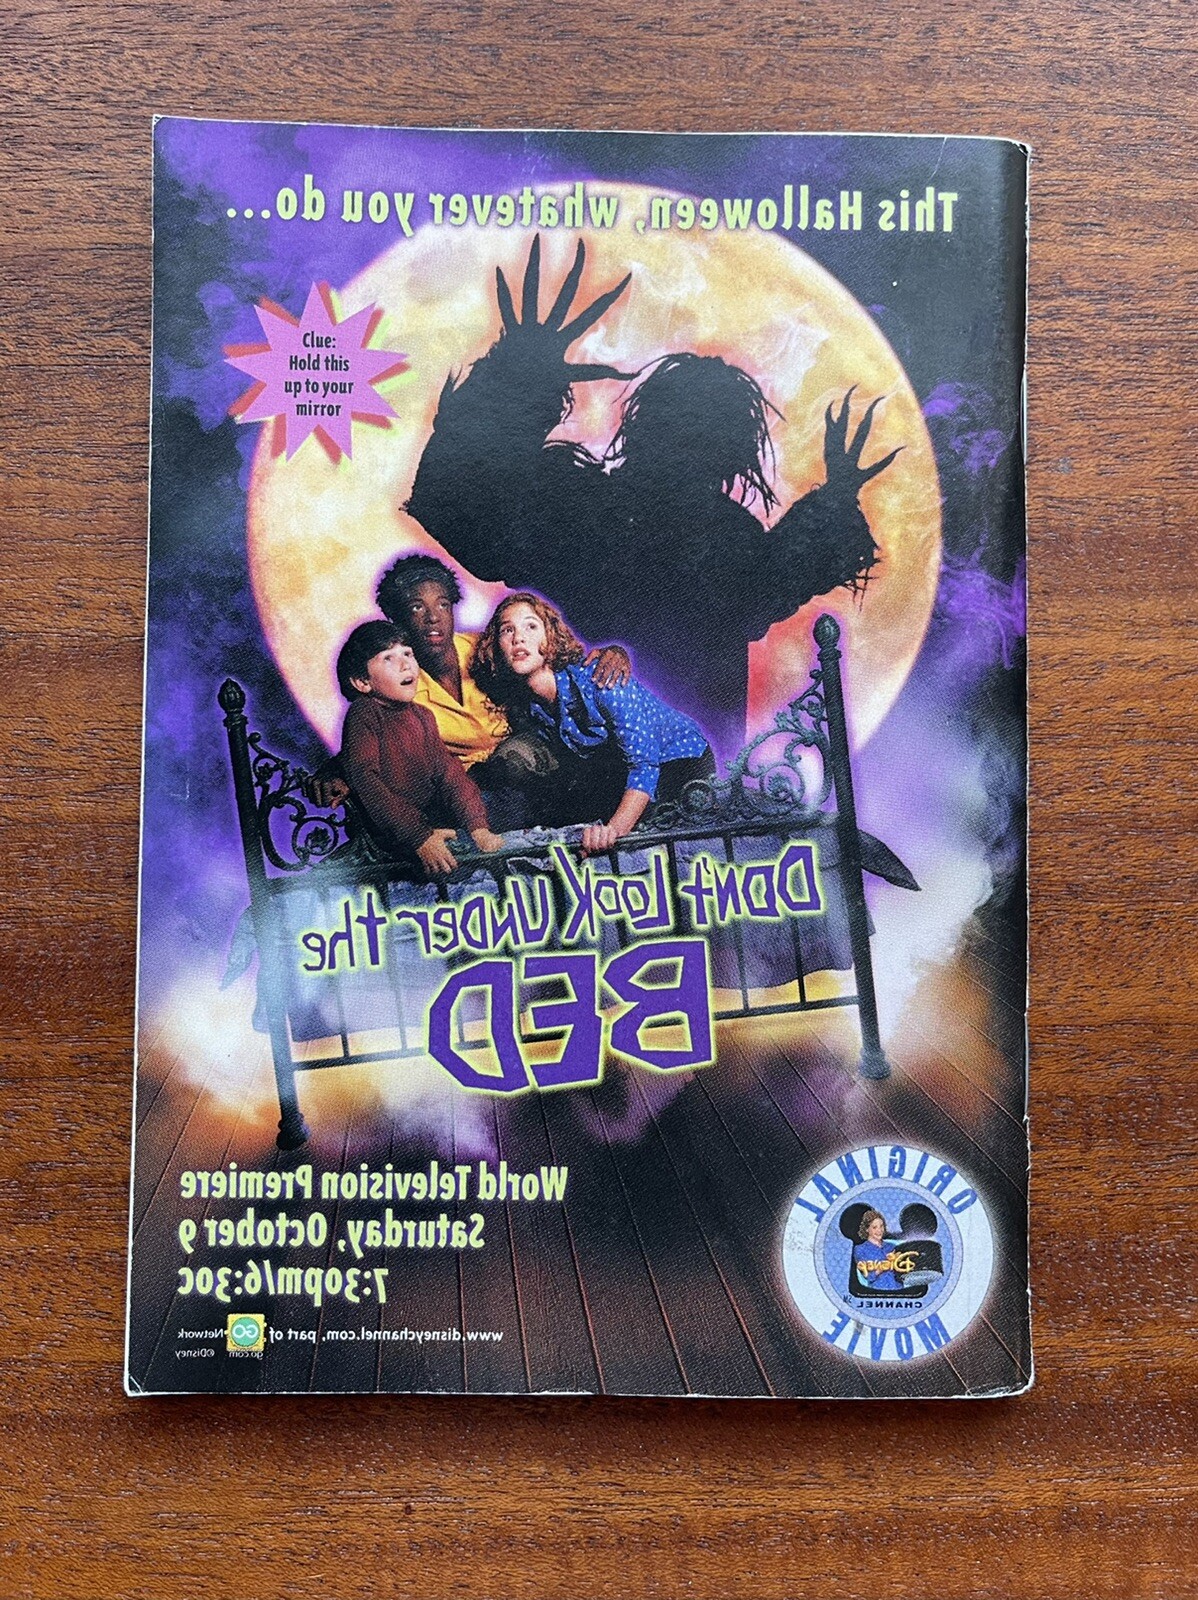 This Halloween, whatever you do...
Clue:
Hold this
up to your
mirror
Don't Look Under the
BED
World Television Premiere
Saturday, October 9
7:30pm/6:30c
www.disneychannel.com, part of GO Network
go.com
©Disney
ORIGINAL
Disney
CHANNEL
SM
MOVIE